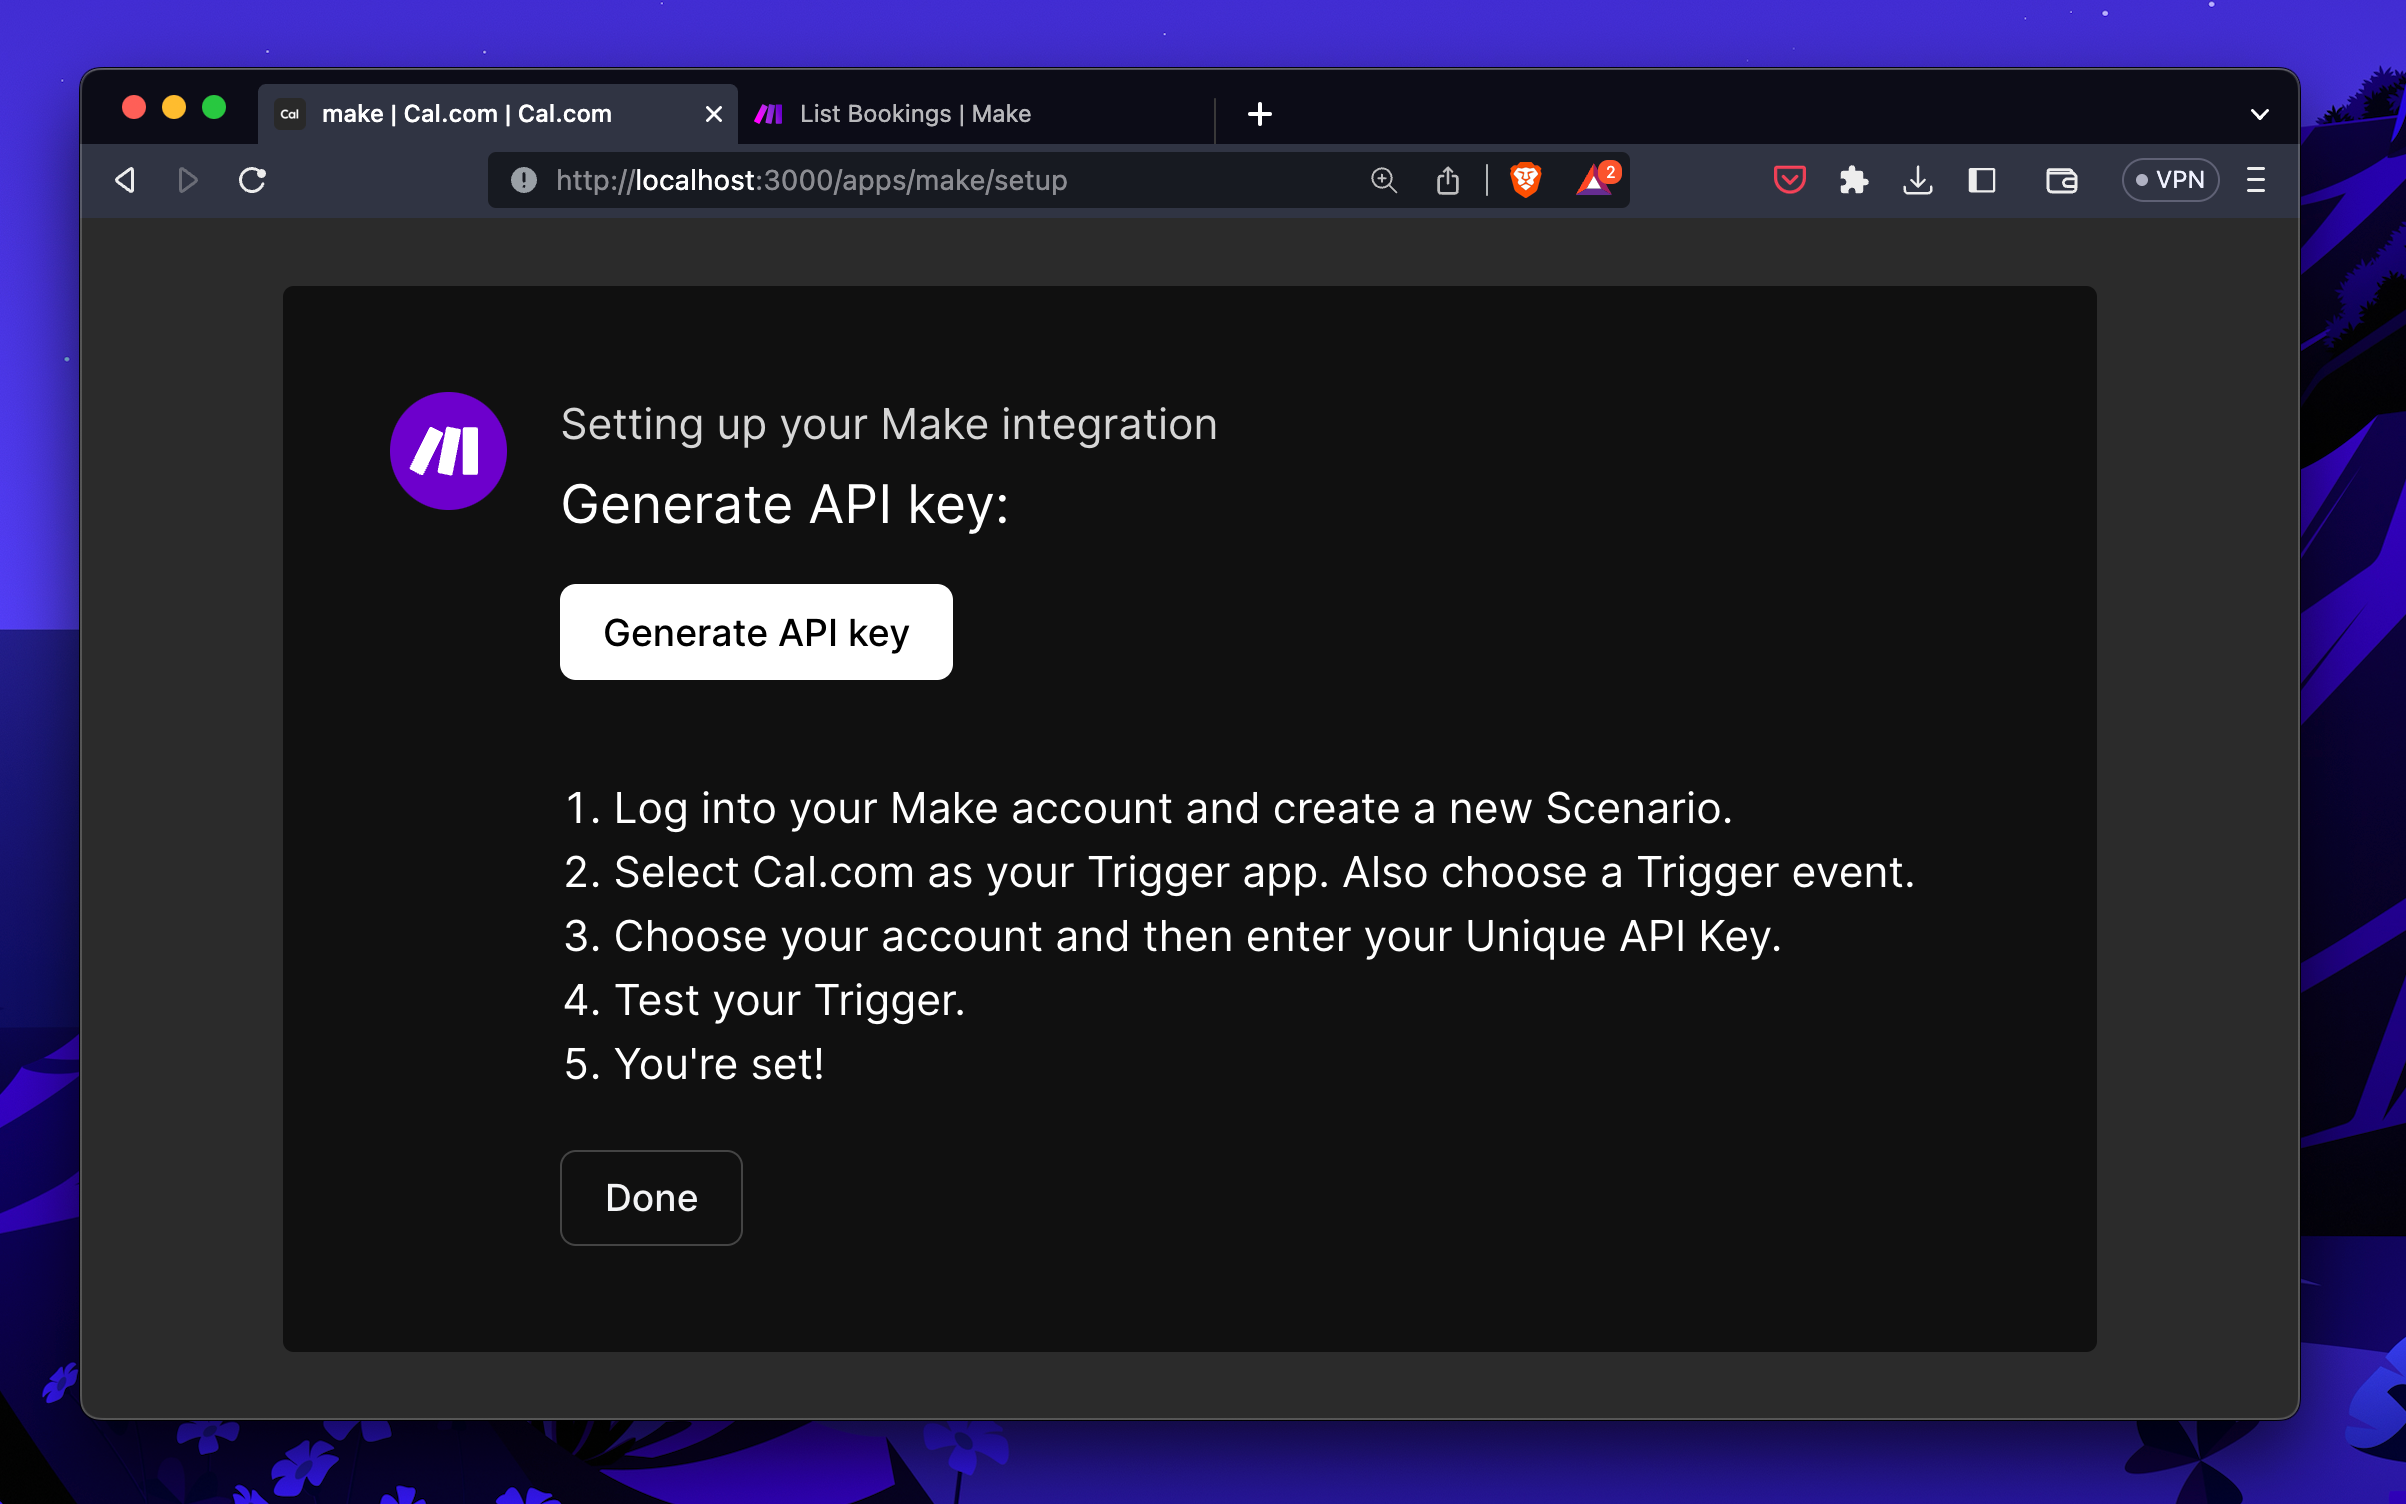 Cal make | Cal.com | Cal.com
List Bookings | Make
http://localhost:3000/apps/make/setup
2
VPN
Setting up your Make integration
Generate API key:
Generate API key
1. Log into your Make account and create a new Scenario.
2. Select Cal.com as your Trigger app. Also choose a Trigger event.
3. Choose your account and then enter your Unique API Key.
4. Test your Trigger.
5. You're set!
Done